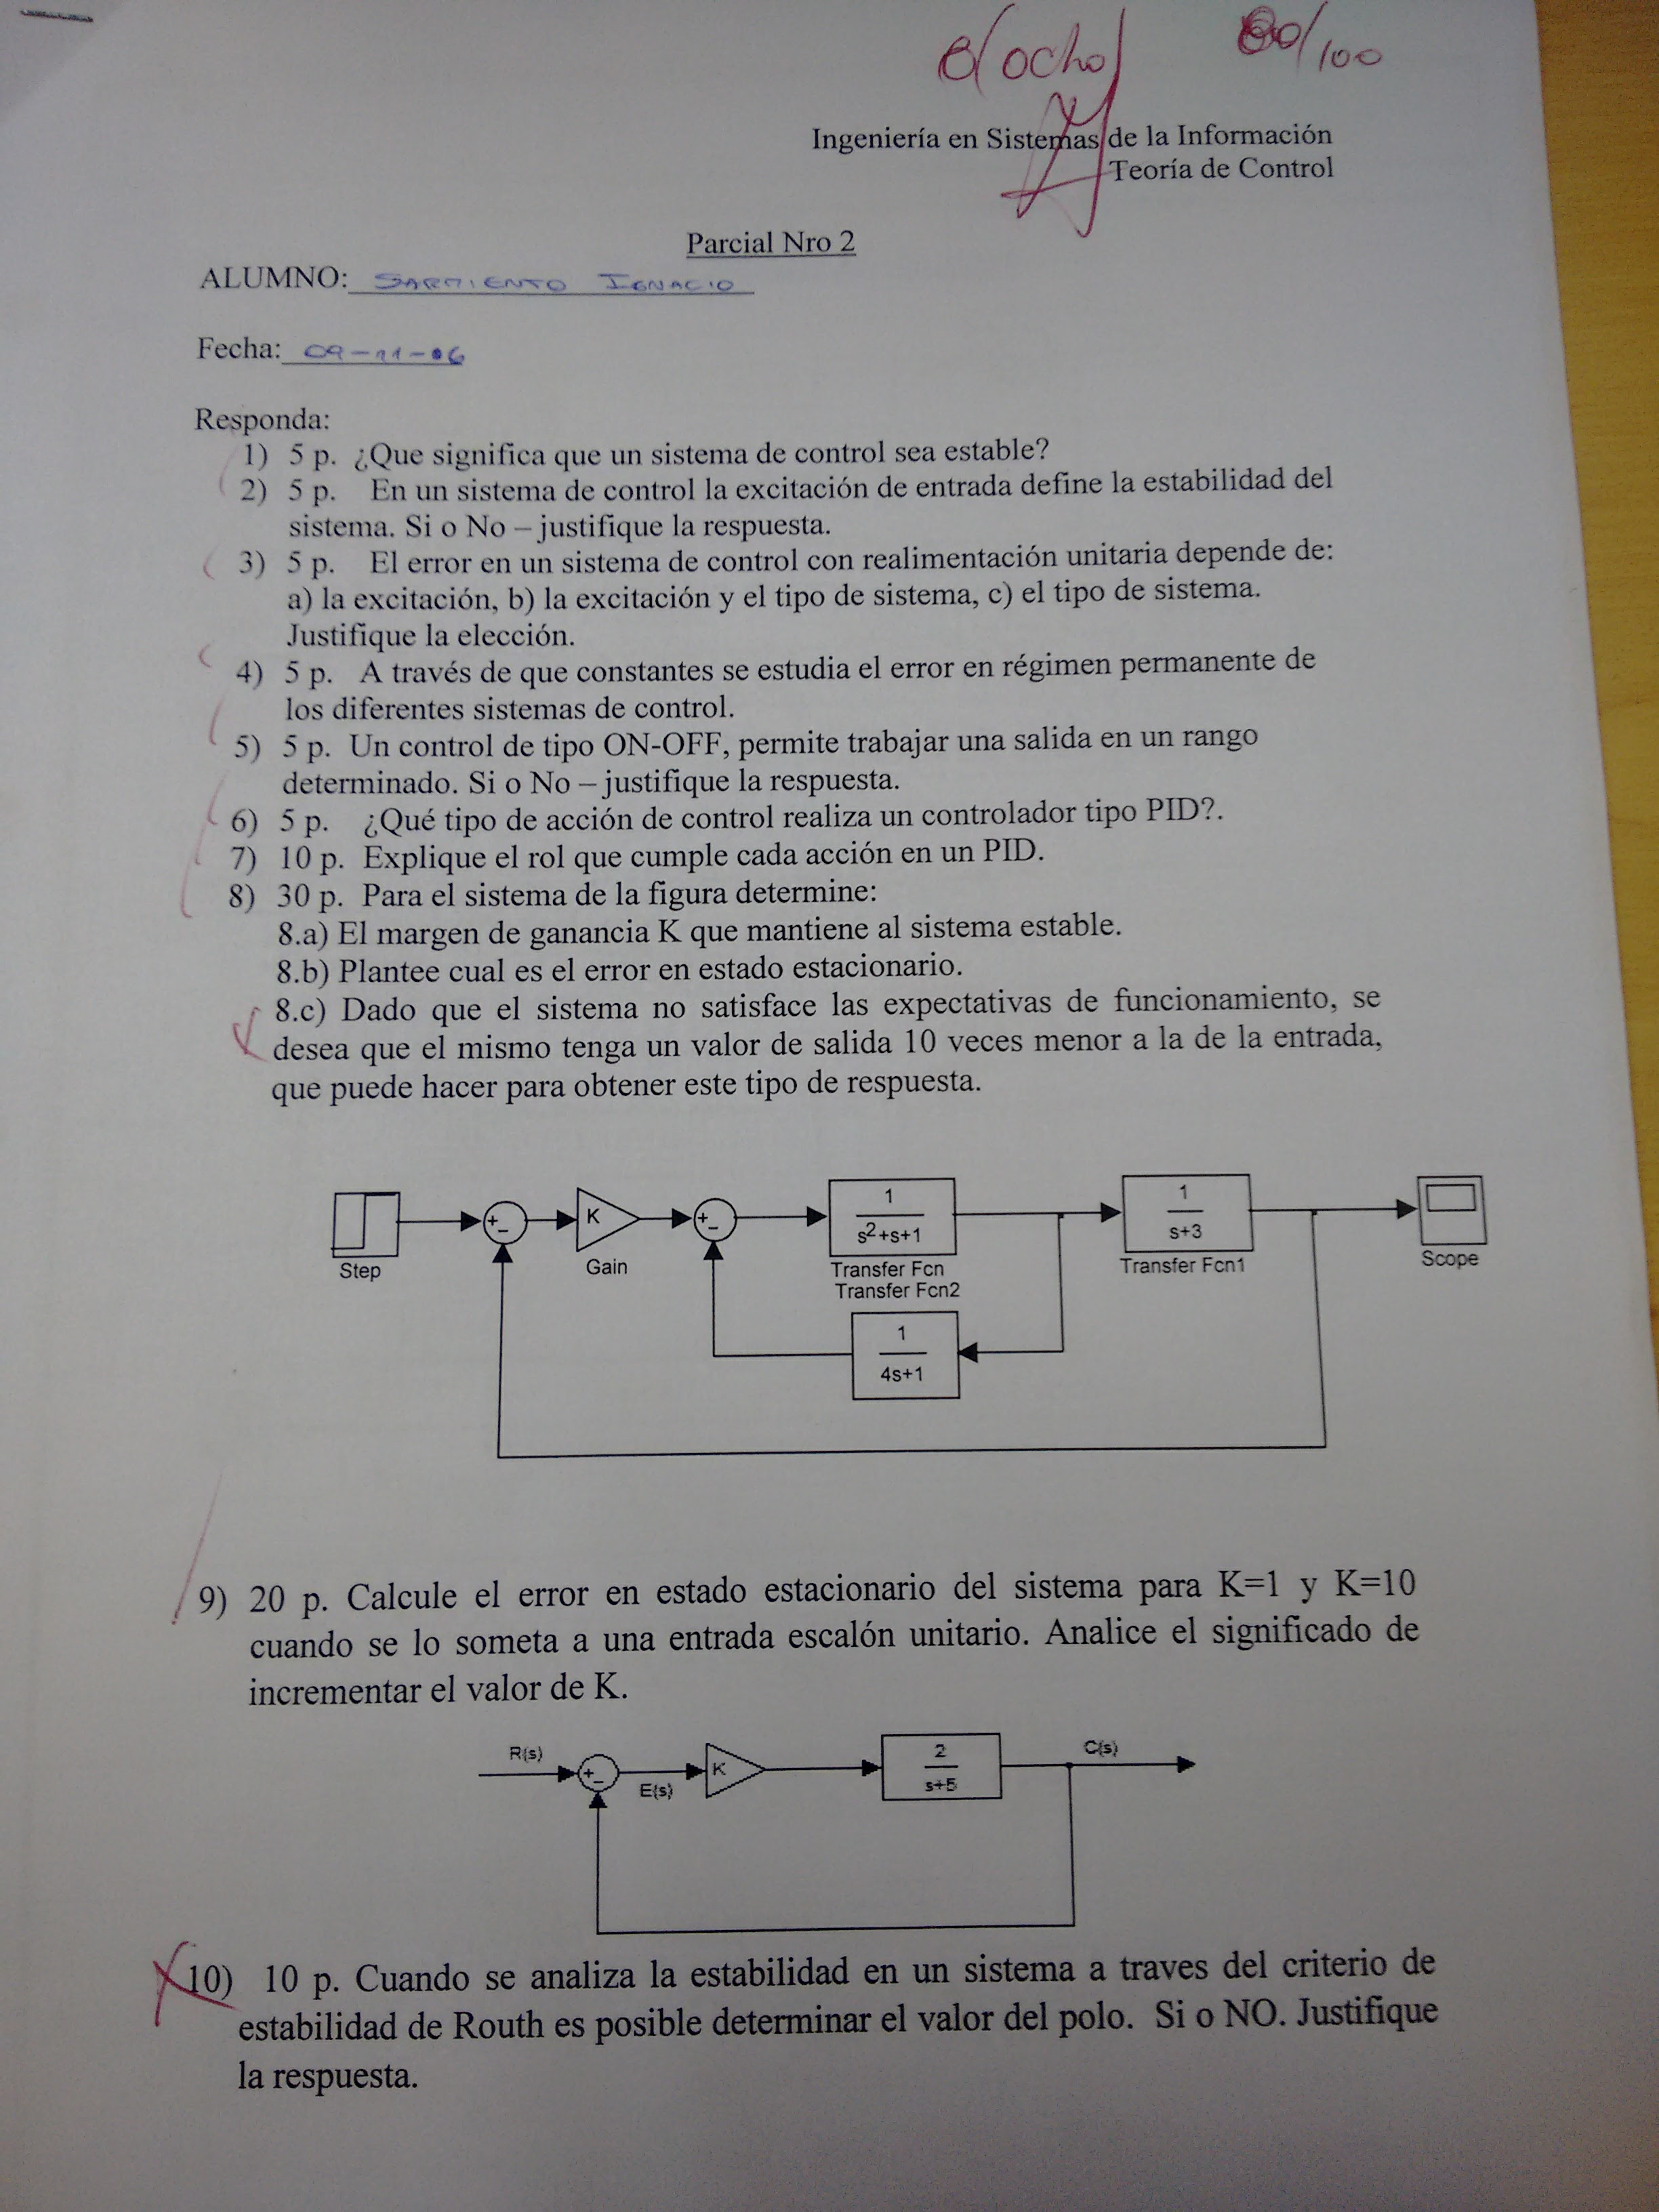 8(ocho) 80/100
Ingeniería en Sistemas de la Información
Teoría de Control
Parcial Nro 2
ALUMNO: SARMIENTO IGNACIO
Fecha: 09-11-06
Responda:
1) 5 p. ¿Que significa que un sistema de control sea estable?
2) 5 p. En un sistema de control la excitación de entrada define la estabilidad del
sistema. Si o No – justifique la respuesta.
3) 5 p. El error en un sistema de control con realimentación unitaria depende de:
a) la excitación, b) la excitación y el tipo de sistema, c) el tipo de sistema.
Justifique la elección.
4) 5 p. A través de que constantes se estudia el error en régimen permanente de
los diferentes sistemas de control.
5) 5 p. Un control de tipo ON-OFF, permite trabajar una salida en un rango
determinado. Si o No – justifique la respuesta.
6) 5 p. ¿Qué tipo de acción de control realiza un controlador tipo PID?.
7) 10 p. Explique el rol que cumple cada acción en un PID.
8) 30 p. Para el sistema de la figura determine:
8.a) El margen de ganancia K que mantiene al sistema estable.
8.b) Plantee cual es el error en estado estacionario.
8.c) Dado que el sistema no satisface las expectativas de funcionamiento, se
desea que el mismo tenga un valor de salida 10 veces menor a la de la entrada,
que puede hacer para obtener este tipo de respuesta.
Step
+
-
K
Gain
+
-
1
s2+s+1
Transfer Fcn
Transfer Fcn2
1
4s+1
1
s+3
Transfer Fcn1
Scope
9) 20 p. Calcule el error en estado estacionario del sistema para K=1 y K=10
cuando se lo someta a una entrada escalón unitario. Analice el significado de
incrementar el valor de K.
R(s)
+
-
E(s)
K
2
s+5
C(s)
10) 10 p. Cuando se analiza la estabilidad en un sistema a traves del criterio de
estabilidad de Routh es posible determinar el valor del polo. Si o NO. Justifique
la respuesta.